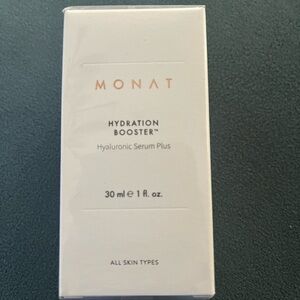 MONAT
HYDRATION
BOOSTER™
Hyaluronic Serum Plus
30 ml ℮ 1 fl. oz.
ALL SKIN TYPES